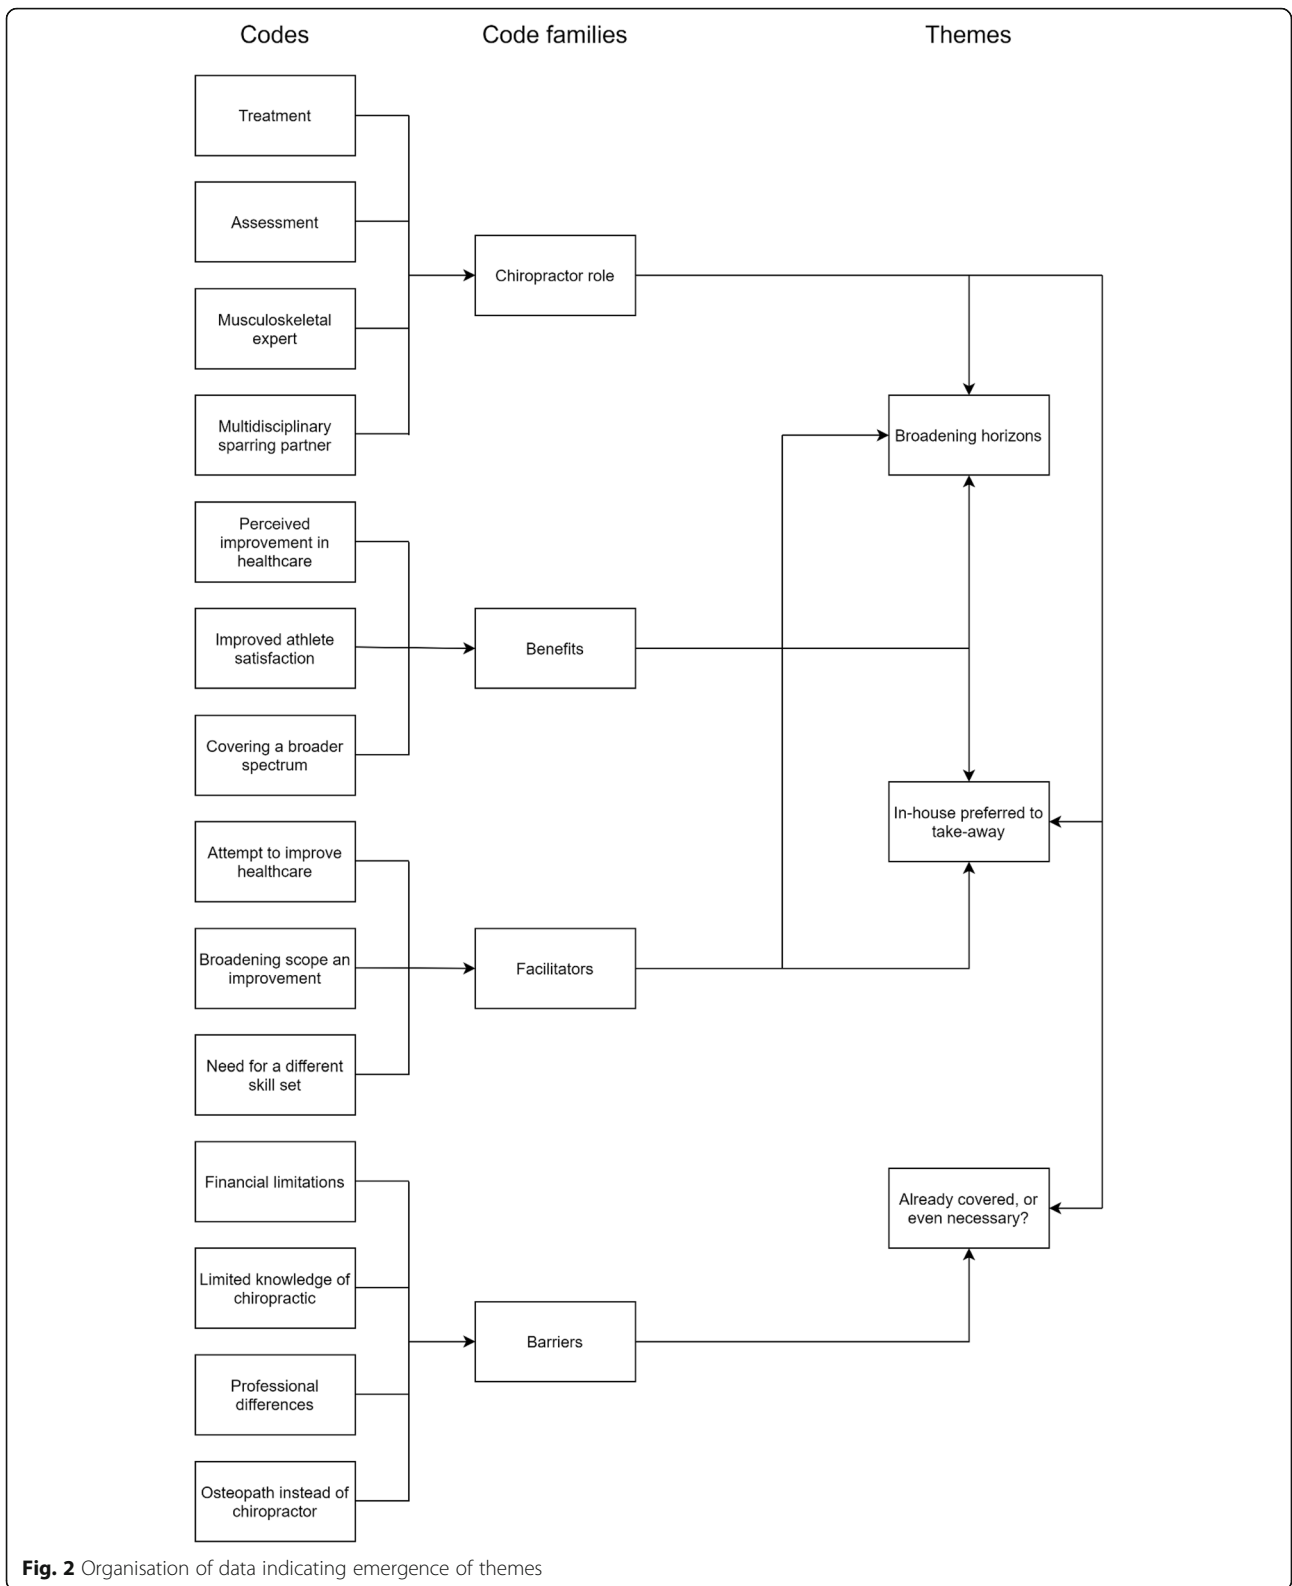 Codes
Code families
Themes
Treatment
Assessment
Musculoskeletal
expert
Multidisciplinary
sparring partner
Chiropractor role
Broadening horizons
Perceived
improvement in
healthcare
Improved athlete
satisfaction
Covering a broader
spectrum
Benefits
In-house preferred to
take-away
Attempt to improve
healthcare
Broadening scope an
improvement
Need for a different
skill set
Facilitators
Financial limitations
Limited knowledge of
chiropractic
Professional
differences
Osteopath instead of
chiropractor
Barriers
Already covered, or
even necessary?
Fig. 2 Organisation of data indicating emergence of themes